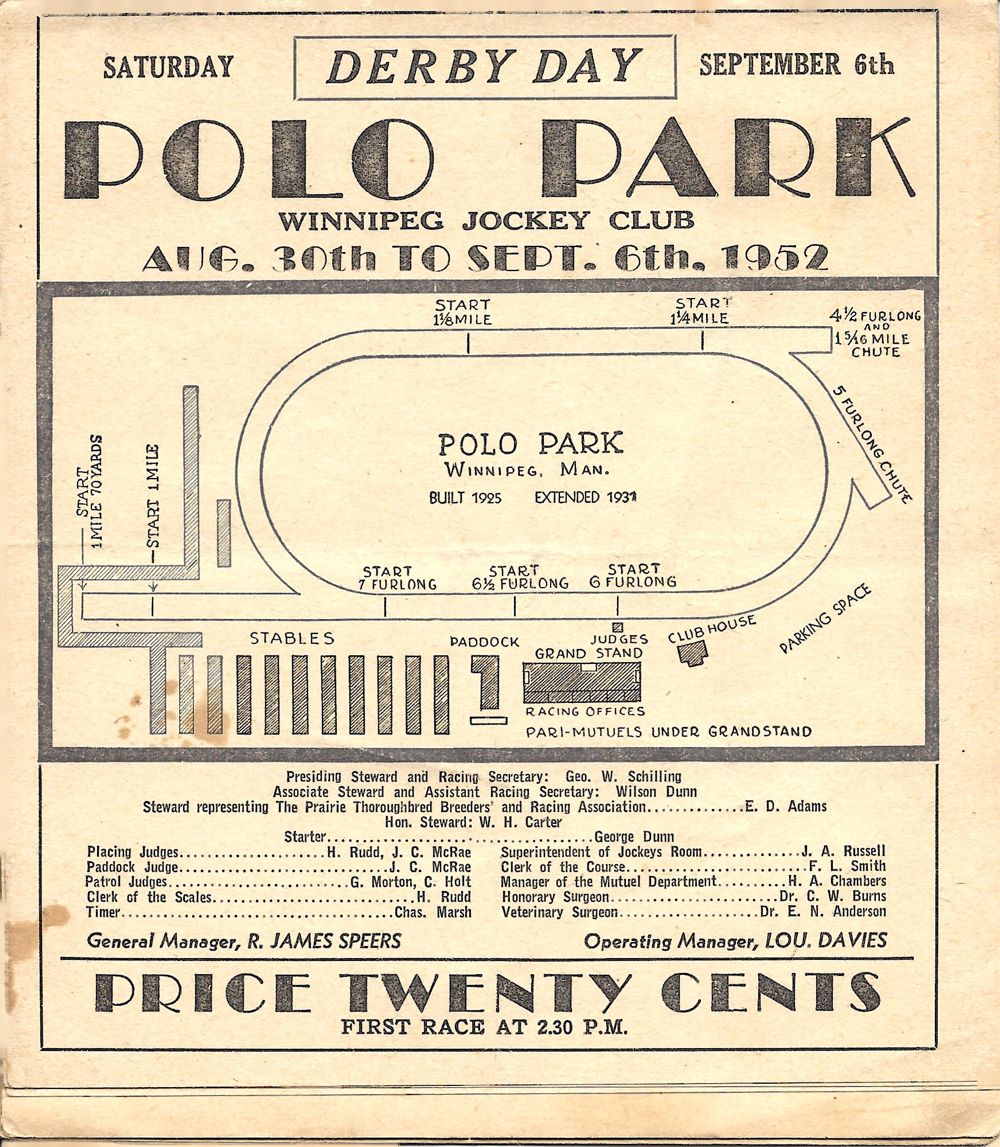 SATURDAY DERBY DAY SEPTEMBER 6th
POLO PARK
WINNIPEG JOCKEY CLUB
AUG. 30th TO SEPT. 6th, 1952
START
1⅛ MILE
START
1¼ MILE
4½ FURLONG
AND
1 5/16 MILE
CHUTE
5 FURLONG CHUTE
START
1 MILE 70 YARDS
START 1 MILE
POLO PARK
WINNIPEG, MAN.
BUILT 1925 EXTENDED 1931
START
7 FURLONG
START
6½ FURLONG
START
6 FURLONG
STABLES
PADDOCK
JUDGES
GRAND STAND
CLUB HOUSE
PARKING SPACE
RACING OFFICES
PARI-MUTUELS UNDER GRANDSTAND
Presiding Steward and Racing Secretary: Geo. W. Schilling
Associate Steward and Assistant Racing Secretary: Wilson Dunn
Steward representing The Prairie Thoroughbred Breeders' and Racing Association.............E. D. Adams
Hon. Steward: W. H. Carter
Starter.....................................George Dunn
Placing Judges....................H. Rudd, J. C. McRae
Paddock Judge.............................J. C. McRae
Patrol Judges.........................G. Morton, C. Holt
Clerk of the Scales............................H. Rudd
Timer.....................................Chas. Marsh
Superintendent of Jockeys Room.............J. A. Russell
Clerk of the Course.........................F. L. Smith
Manager of the Mutuel Department.........H. A. Chambers
Honorary Surgeon.......................Dr. C. W. Burns
Veterinary Surgeon...................Dr. E. N. Anderson
General Manager, R. JAMES SPEERS
Operating Manager, LOU. DAVIES
PRICE TWENTY CENTS
FIRST RACE AT 2.30 P.M.